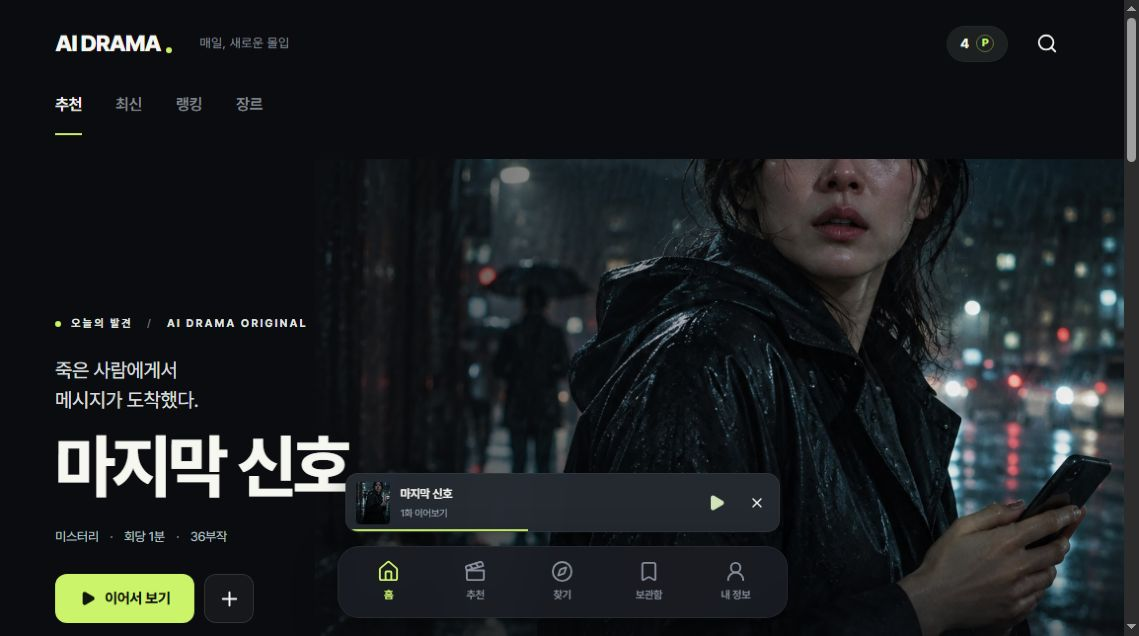 AI DRAMA.
매일, 새로운 몰입
4 P
추천 최신 랭킹 장르
오늘의 발견 / AI DRAMA ORIGINAL
죽은 사람에게서
메시지가 도착했다.
마지막 신호
미스터리 · 회당 1분 · 36부작
이어서 보기
마지막 신호
1화 이어보기
홈 추천 찾기 보관함 내 정보